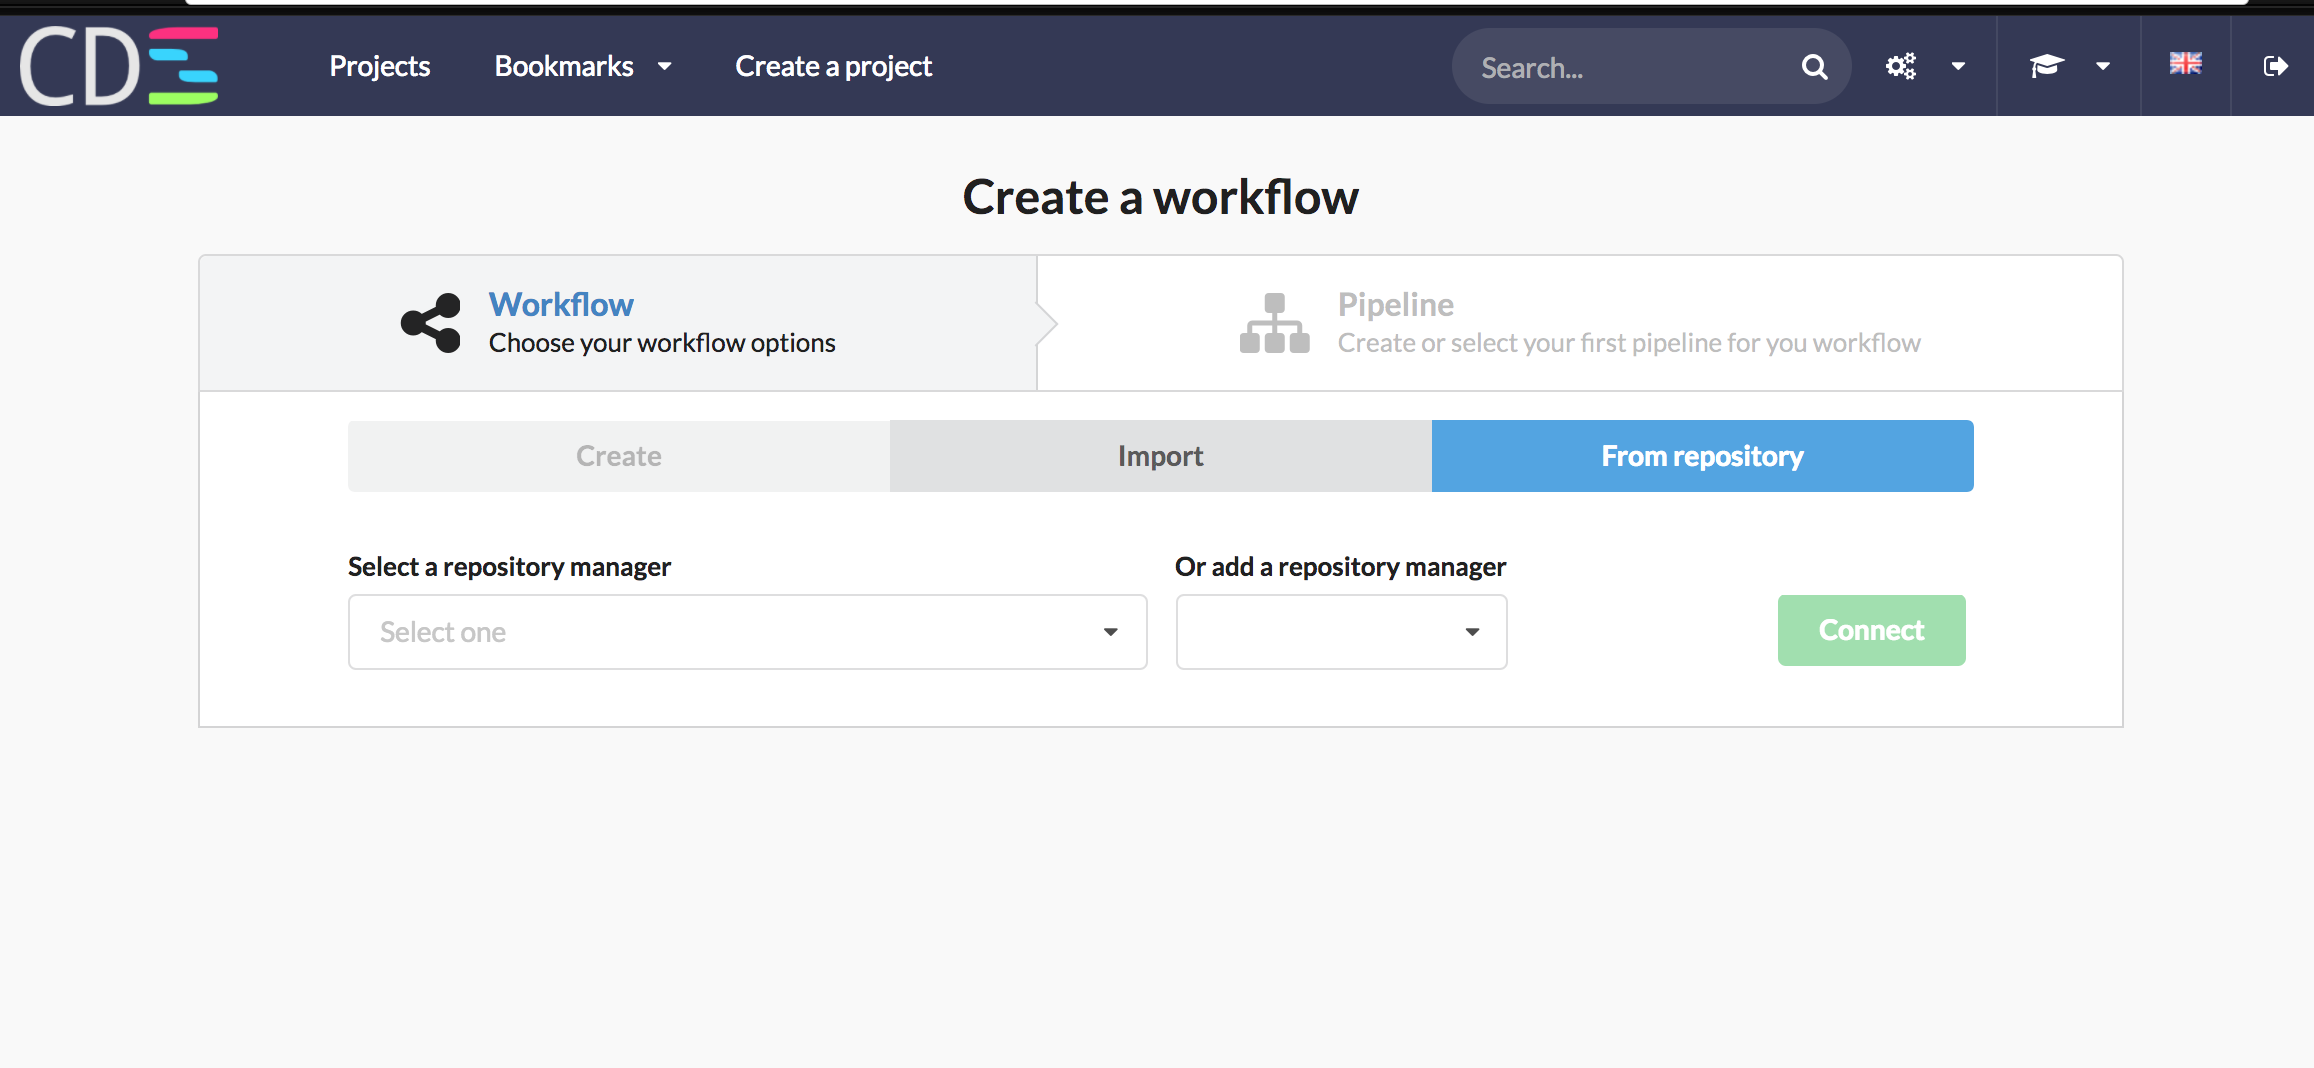 CDS
Projects
Bookmarks
Create a project
Search...
Create a workflow
Workflow
Choose your workflow options
Pipeline
Create or select your first pipeline for you workflow
Create
Import
From repository
Select a repository manager
Or add a repository manager
Select one
Connect